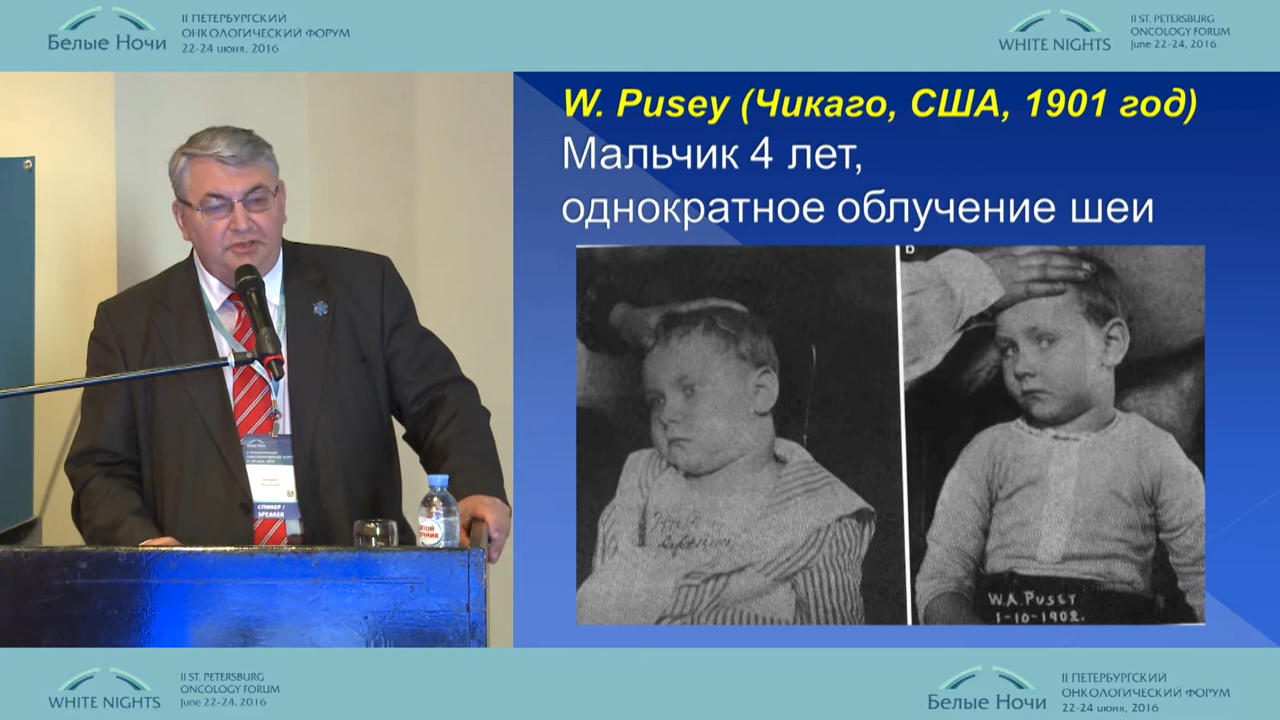 II ПЕТЕРБУРГСКИЙ
ОНКОЛОГИЧЕСКИЙ ФОРУМ
Белые Ночи
22-24 июня, 2016
II ST. PETERSBURG
ONCOLOGY FORUM
WHITE NIGHTS
June 22-24, 2016
W. Pusey (Чикаго, США, 1901 год)
Мальчик 4 лет,
однократное облучение шеи
W.A. PUSEY
1-10-1902.
СПИКЕР /
SPEAKER
II ST. PETERSBURG
ONCOLOGY FORUM
WHITE NIGHTS
June 22-24, 2016
II ПЕТЕРБУРГСКИЙ
ОНКОЛОГИЧЕСКИЙ ФОРУМ
Белые Ночи
22-24 июня, 2016